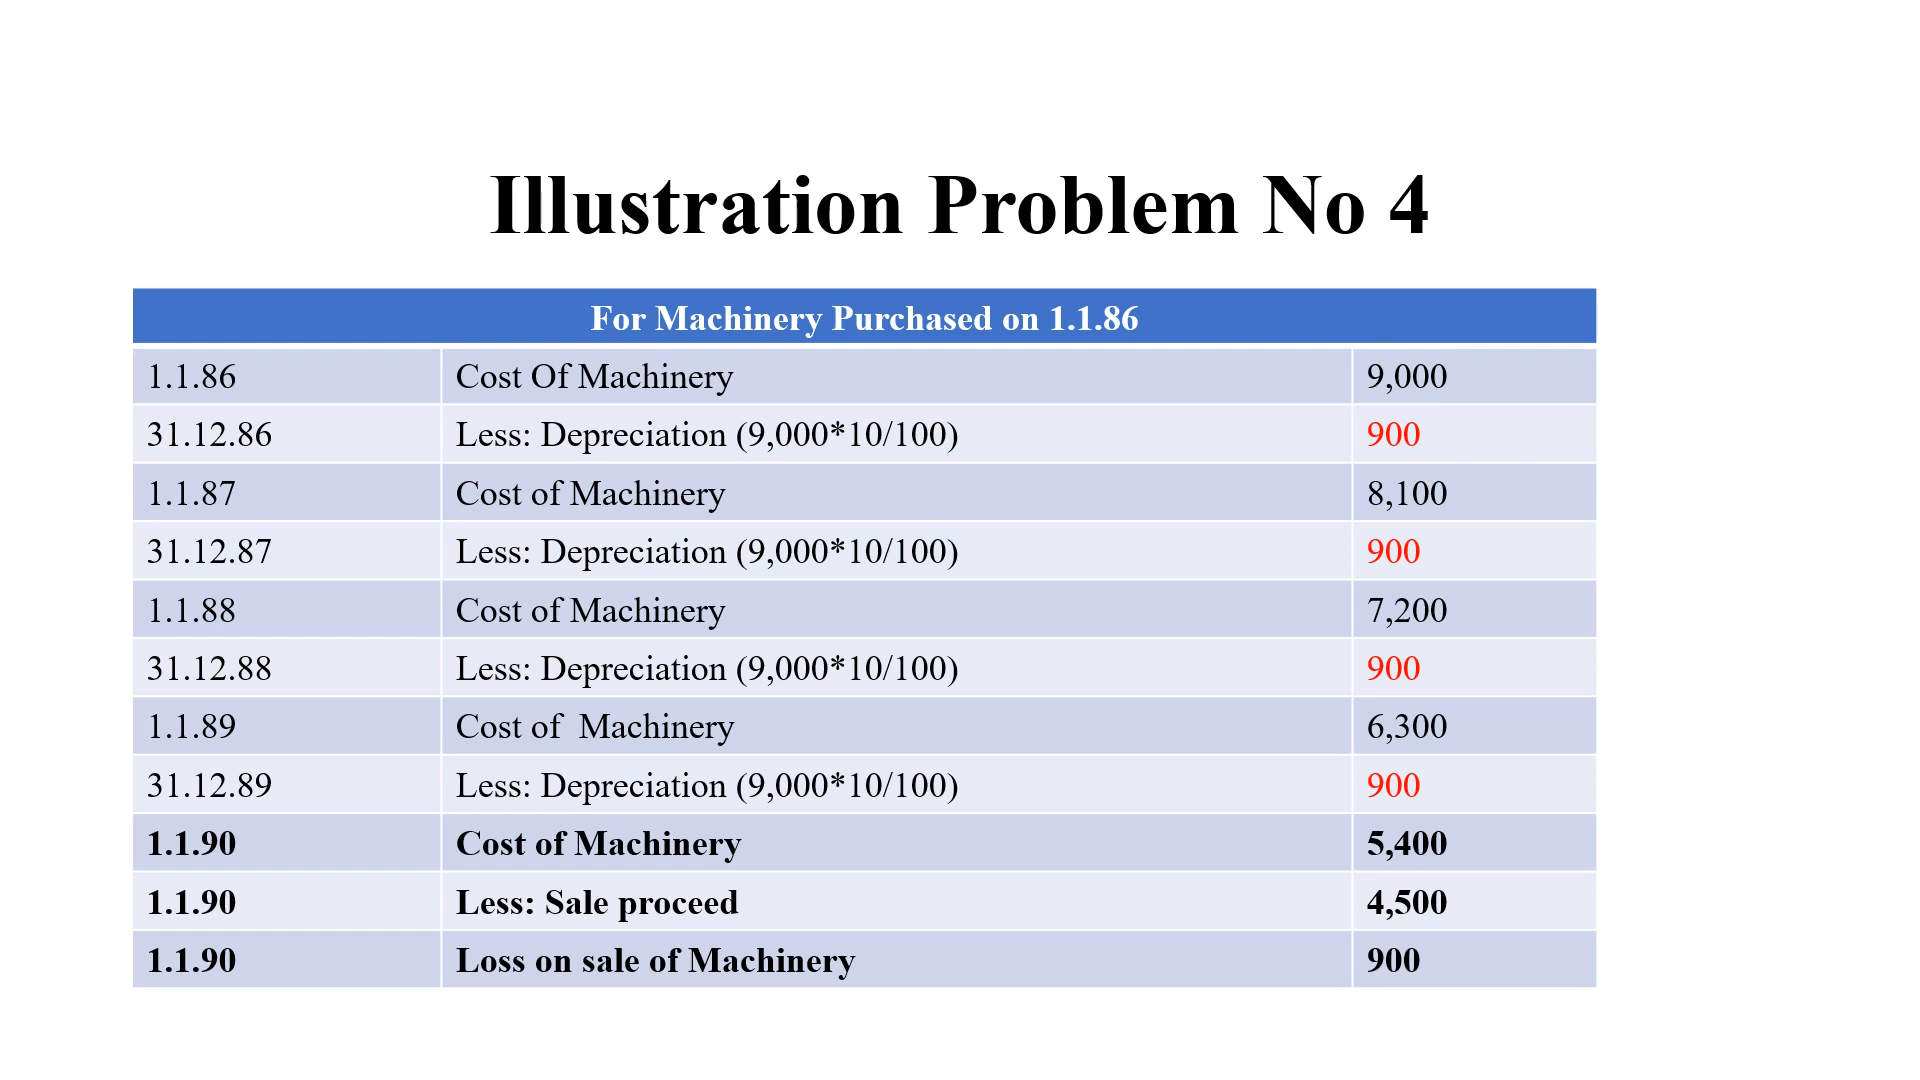 Illustration Problem No 4
For Machinery Purchased on 1.1.86
1.1.86 Cost Of Machinery 9,000
31.12.86 Less: Depreciation (9,000*10/100) 900
1.1.87 Cost of Machinery 8,100
31.12.87 Less: Depreciation (9,000*10/100) 900
1.1.88 Cost of Machinery 7,200
31.12.88 Less: Depreciation (9,000*10/100) 900
1.1.89 Cost of  Machinery 6,300
31.12.89 Less: Depreciation (9,000*10/100) 900
1.1.90 Cost of Machinery 5,400
1.1.90 Less: Sale proceed 4,500
1.1.90 Loss on sale of Machinery 900